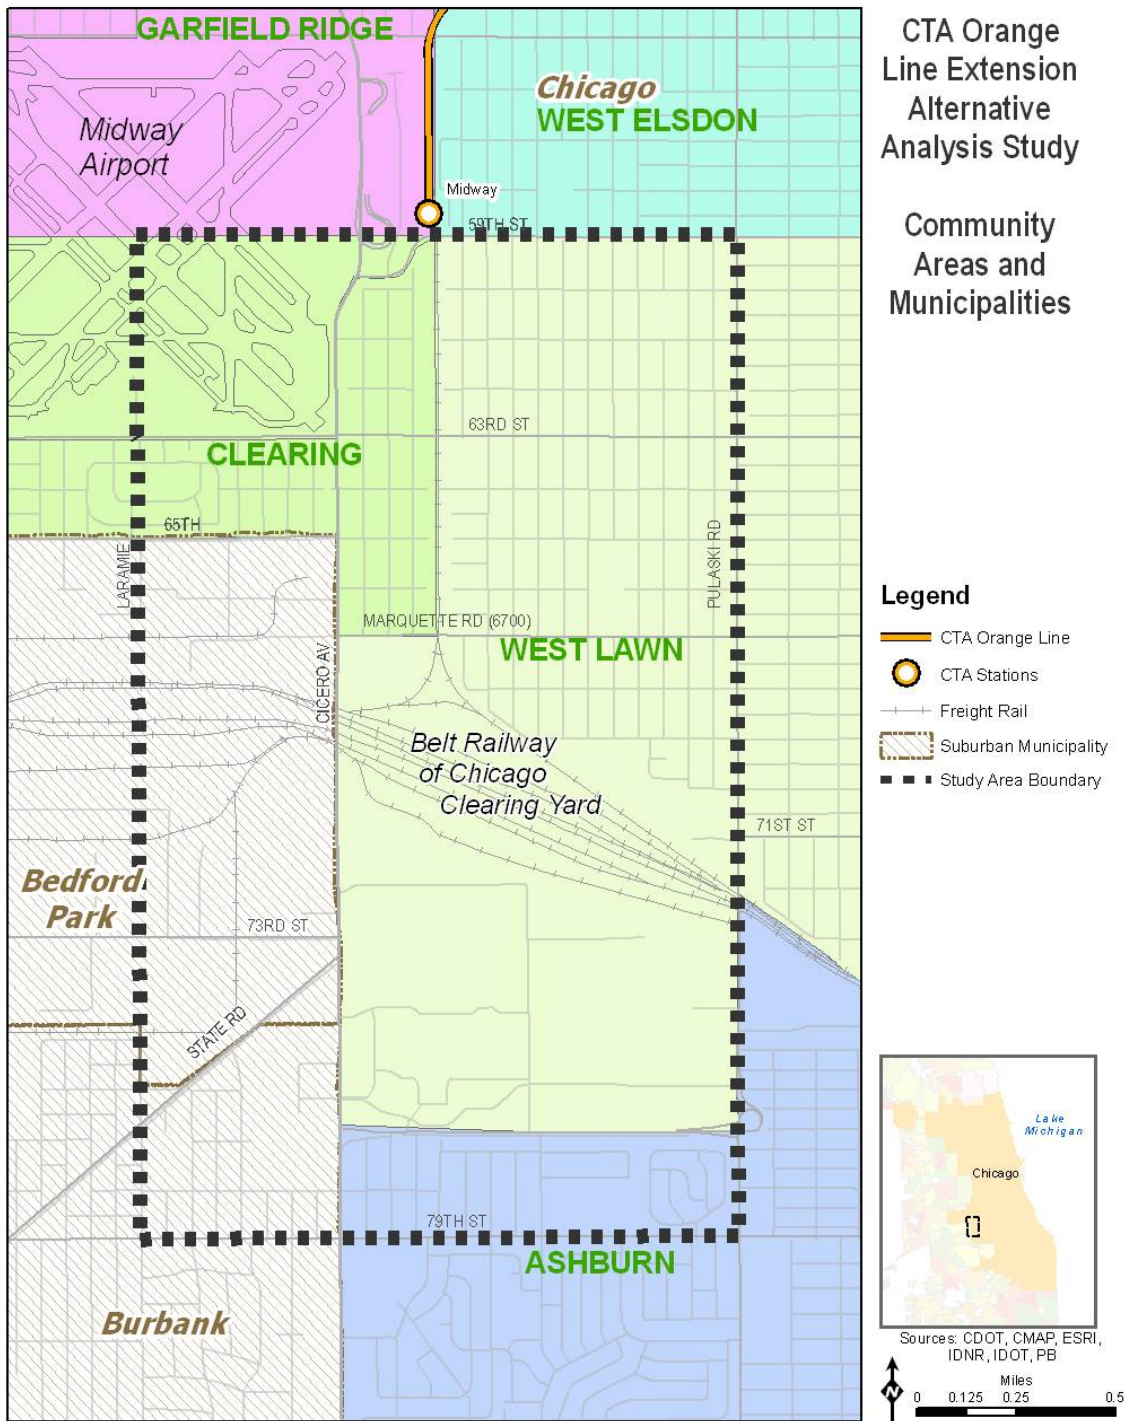 GARFIELD RIDGE
Chicago
WEST ELSDON
Midway
Airport
Midway
59TH ST
63RD ST
CLEARING
65TH
LARAMIE
PULASKI RD
MARQUETTE RD (6700)
WEST LAWN
CICERO AV
Belt Railway
of Chicago
Clearing Yard
71ST ST
Bedford
Park
73RD ST
STATE RD
79TH ST
ASHBURN
Burbank
CTA Orange
Line Extension
Alternative
Analysis Study
Community
Areas and
Municipalities
Legend
CTA Orange Line
CTA Stations
Freight Rail
Suburban Municipality
Study Area Boundary
Lake
Michigan
Chicago
Sources: CDOT, CMAP, ESRI,
IDNR, IDOT, PB
N
Miles
0 0.125 0.25 0.5